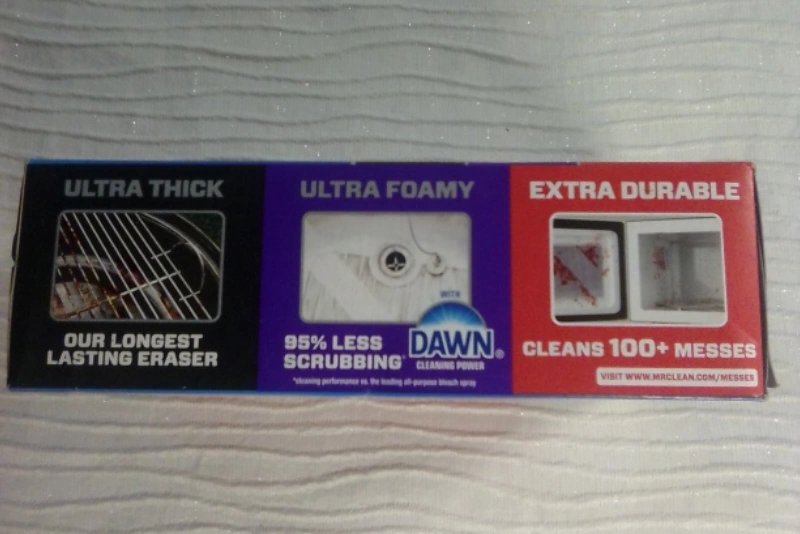 ULTRA THICK
OUR LONGEST
LASTING ERASER
ULTRA FOAMY
95% LESS
SCRUBBING*
WITH
DAWN®
CLEANING POWER
*cleaning performance vs. the leading all-purpose bleach spray
EXTRA DURABLE
CLEANS 100+ MESSES
VISIT WWW.MRCLEAN.COM/MESSES